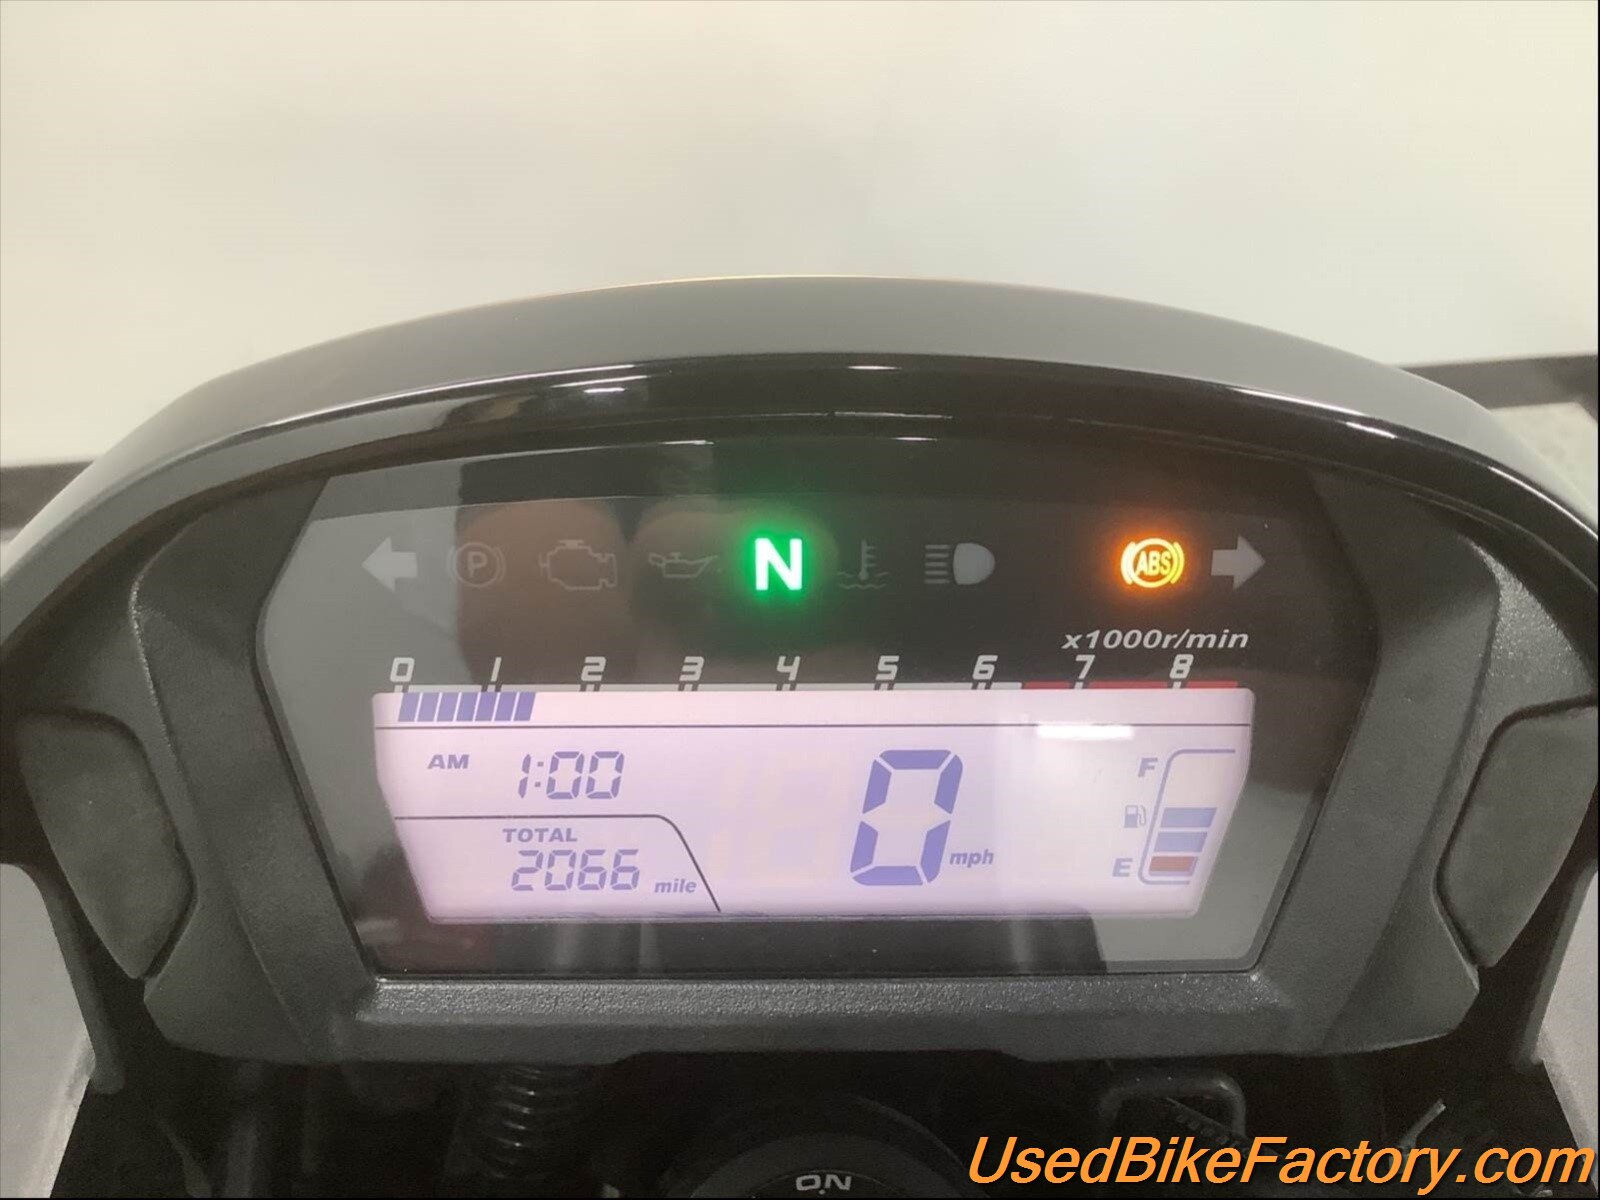 P N ABS
x1000r/min
0 1 2 3 4 5 6 7 8
AM 1:00 0 mph F
TOTAL
2066 mile E
ON
UsedBikeFactory.com